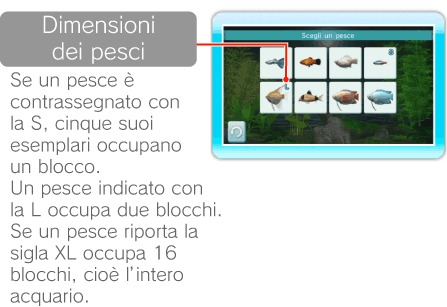 Dimensioni
dei pesci
Scegli un pesce
Se un pesce è
contrassegnato con
la S, cinque suoi
esemplari occupano
un blocco.
Un pesce indicato con
la L occupa due blocchi.
Se un pesce riporta la
sigla XL occupa 16
blocchi, cioè l'intero
acquario.